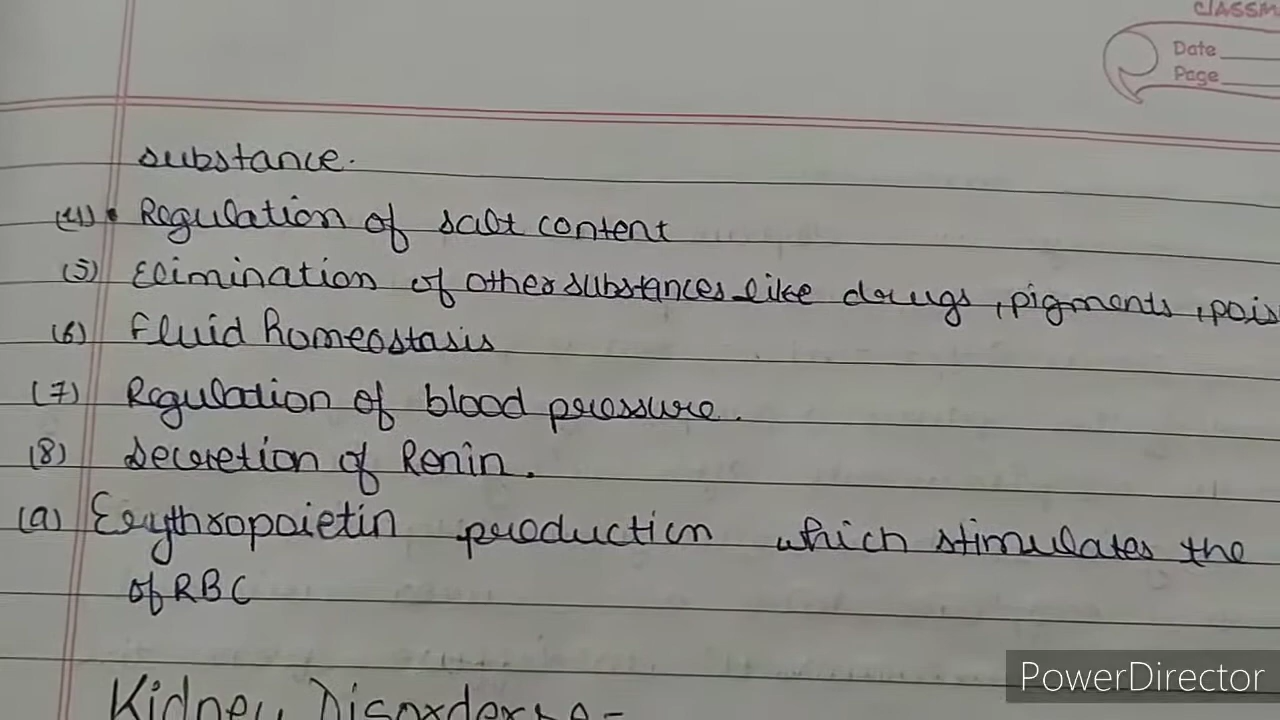 CLASSM
Date
Page
substance.
(4) Regulation of salt content
(5) Elimination of other substances like drugs, pigments, pois
(6) Fluid homeostasis
(7) Regulation of blood pressure.
(8) Secretion of Renin.
(9) Erythropoietin production which stimulates the
of RBC
Kidney Disorders:-
PowerDirector